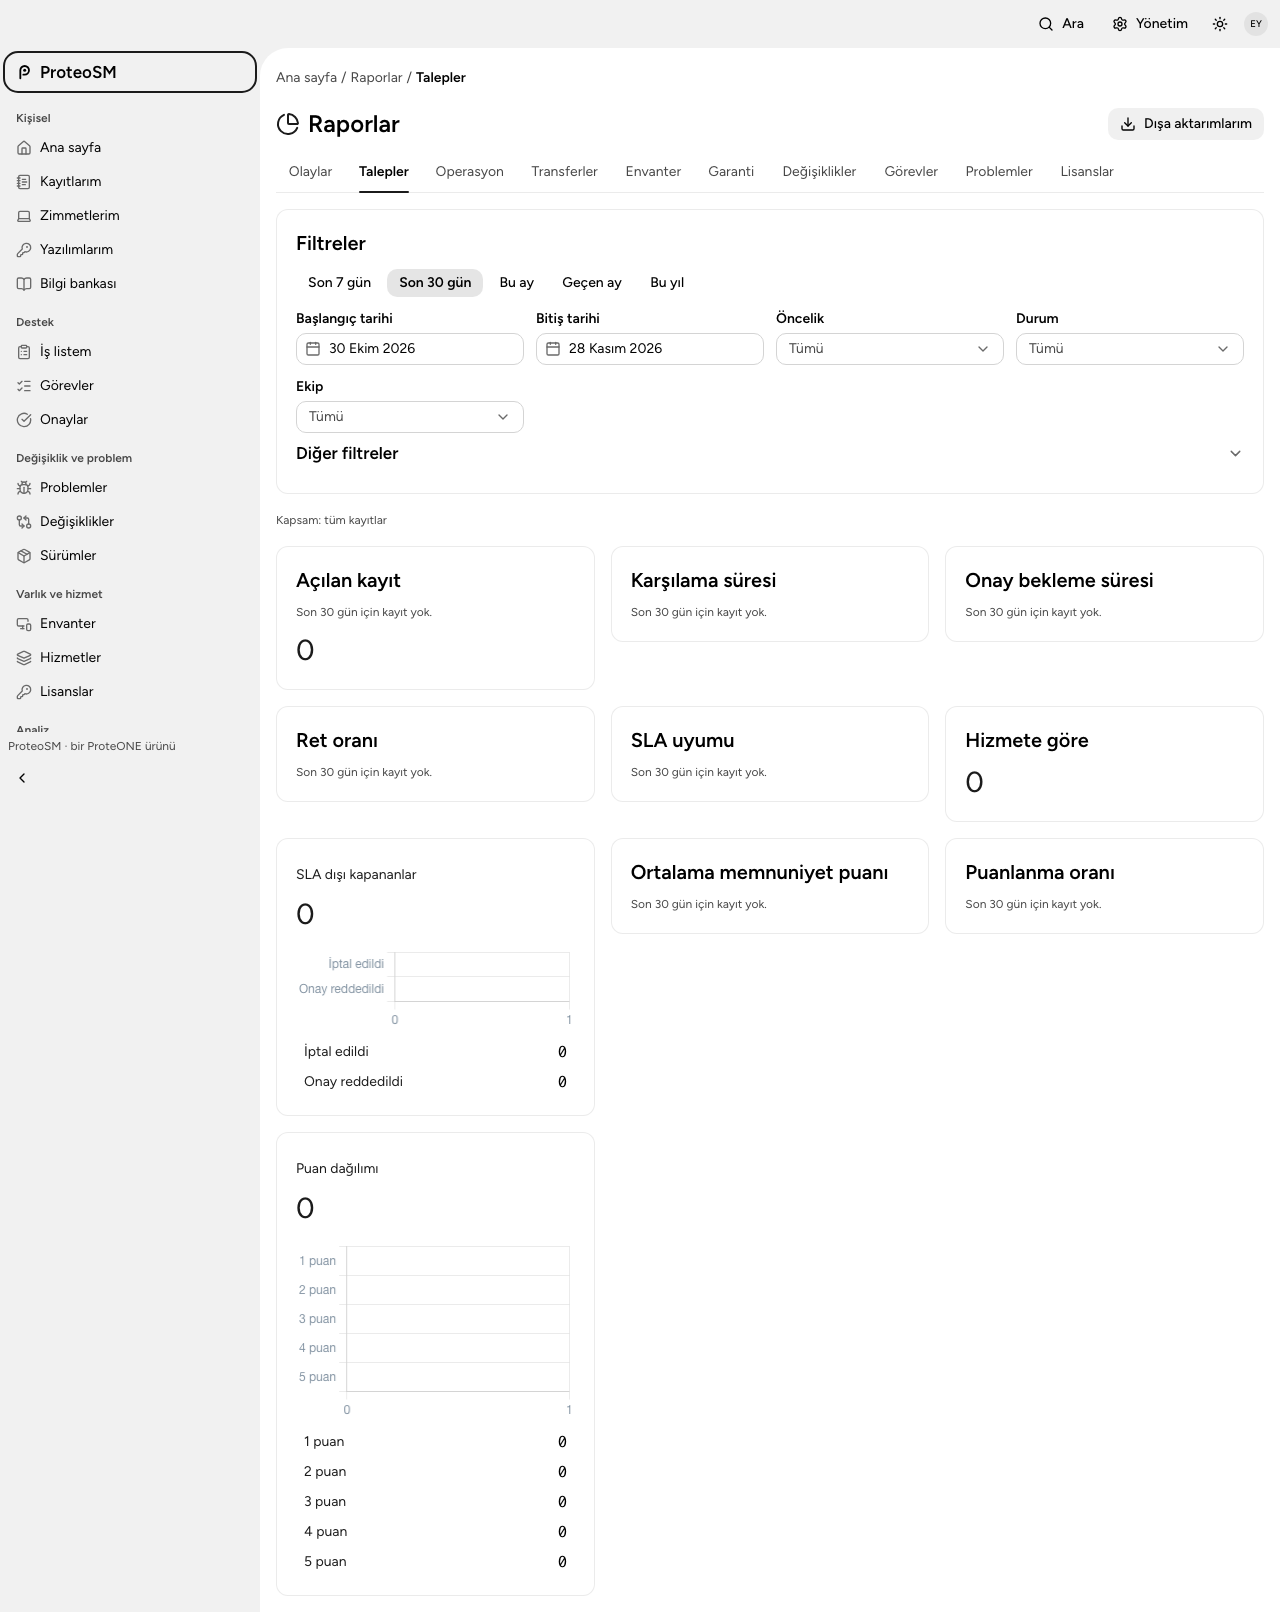 Ara
Yönetim
EY
ProteoSM
Kişisel
Ana sayfa
Kayıtlarım
Zimmetlerim
Yazılımlarım
Bilgi bankası
Destek
İş listem
Görevler
Onaylar
Değişiklik ve problem
Problemler
Değişiklikler
Sürümler
Varlık ve hizmet
Envanter
Hizmetler
Lisanslar
Analiz
ProteoSM · bir ProteONE ürünü
Ana sayfa / Raporlar / Talepler
Raporlar
Dışa aktarımlarım
Olaylar Talepler Operasyon Transferler Envanter Garanti Değişiklikler Görevler Problemler Lisanslar
Filtreler
Son 7 gün Son 30 gün Bu ay Geçen ay Bu yıl
Başlangıç tarihi Bitiş tarihi Öncelik Durum
30 Ekim 2026 28 Kasım 2026 Tümü Tümü
Ekip
Tümü
Diğer filtreler
Kapsam: tüm kayıtlar
Açılan kayıt
Son 30 gün için kayıt yok.
0
Karşılama süresi
Son 30 gün için kayıt yok.
Onay bekleme süresi
Son 30 gün için kayıt yok.
Ret oranı
Son 30 gün için kayıt yok.
SLA uyumu
Son 30 gün için kayıt yok.
Hizmete göre
0
SLA dışı kapananlar
0
İptal edildi
Onay reddedildi
0 1
İptal edildi 0
Onay reddedildi 0
Ortalama memnuniyet puanı
Son 30 gün için kayıt yok.
Puanlanma oranı
Son 30 gün için kayıt yok.
Puan dağılımı
0
1 puan
2 puan
3 puan
4 puan
5 puan
0 1
1 puan 0
2 puan 0
3 puan 0
4 puan 0
5 puan 0